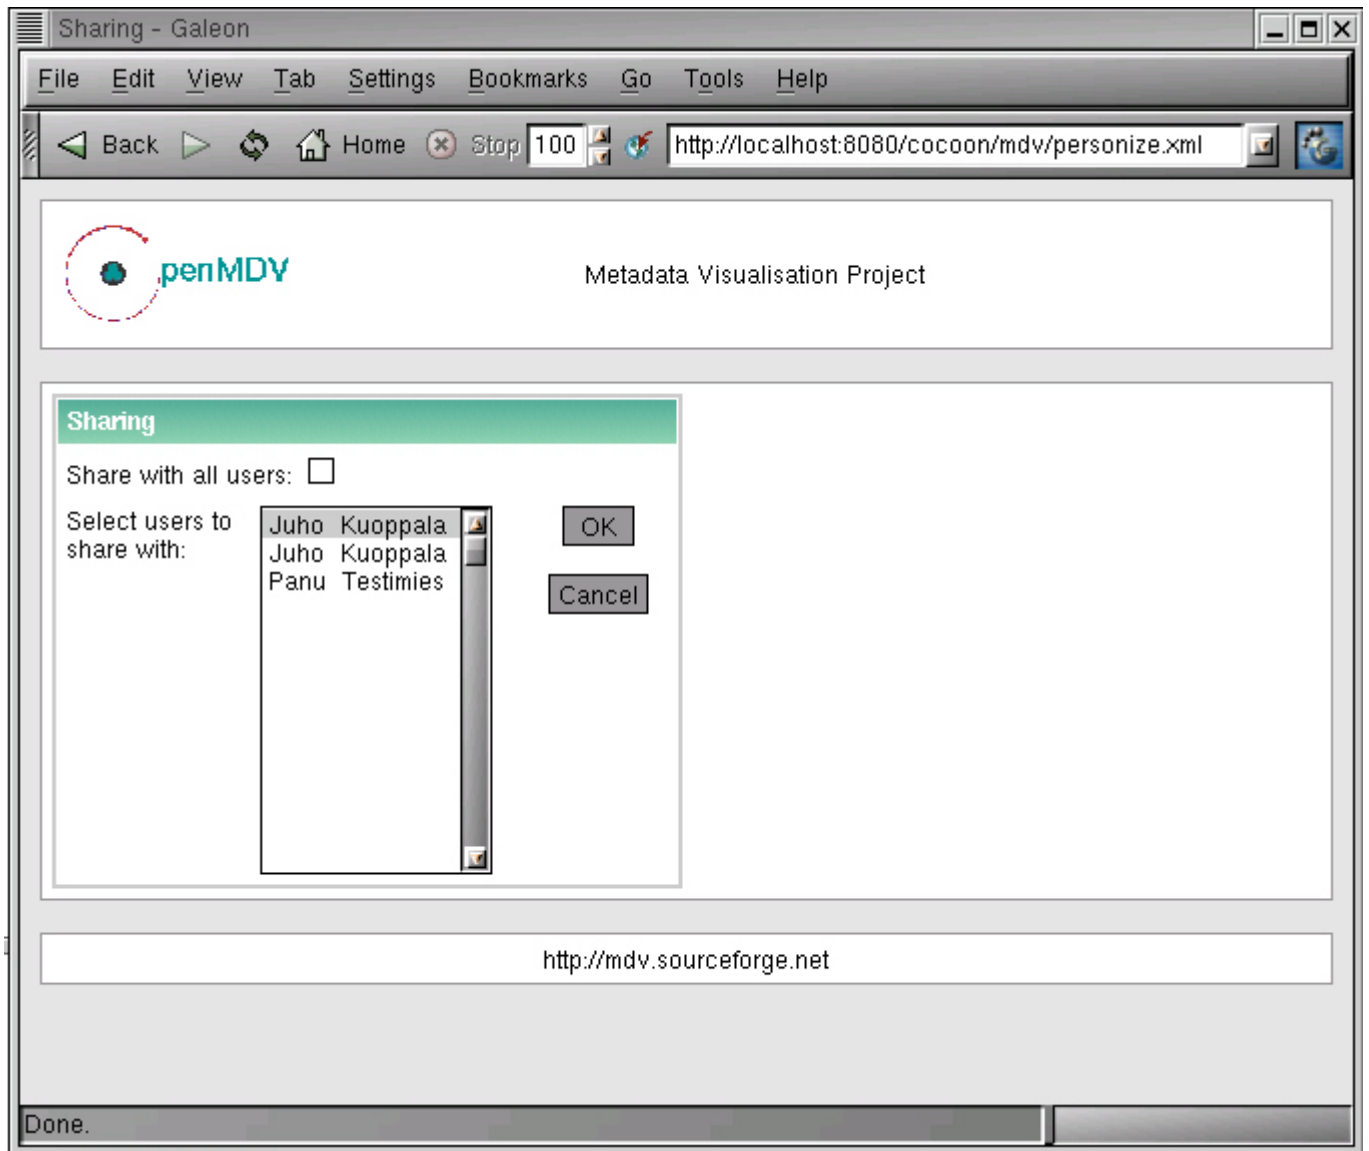 Sharing - Galeon
File Edit View Tab Settings Bookmarks Go Tools Help
Back Home Stop 100 http://localhost:8080/cocoon/mdv/personize.xml
penMDV
Metadata Visualisation Project
Sharing
Share with all users:
Select users to
share with:
Juho Kuoppala
Juho Kuoppala
Panu Testimies
OK
Cancel
http://mdv.sourceforge.net
Done.